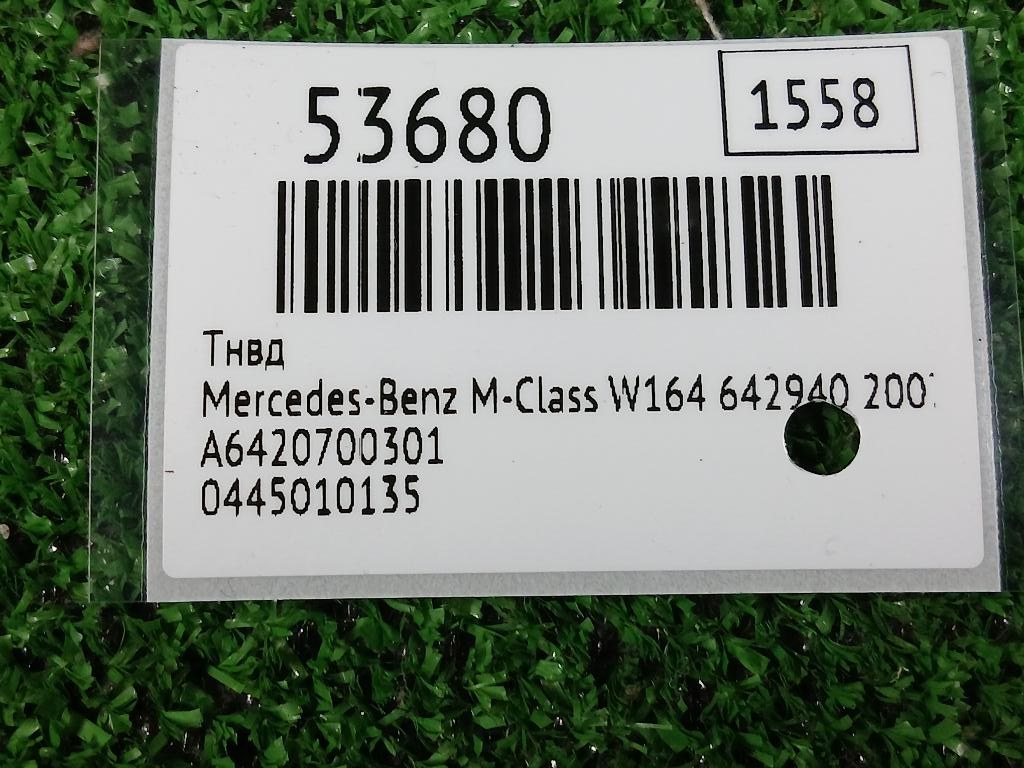 53680
1558
Тнвд
Mercedes-Benz M-Class W164 642940
A6420700301
0445010135